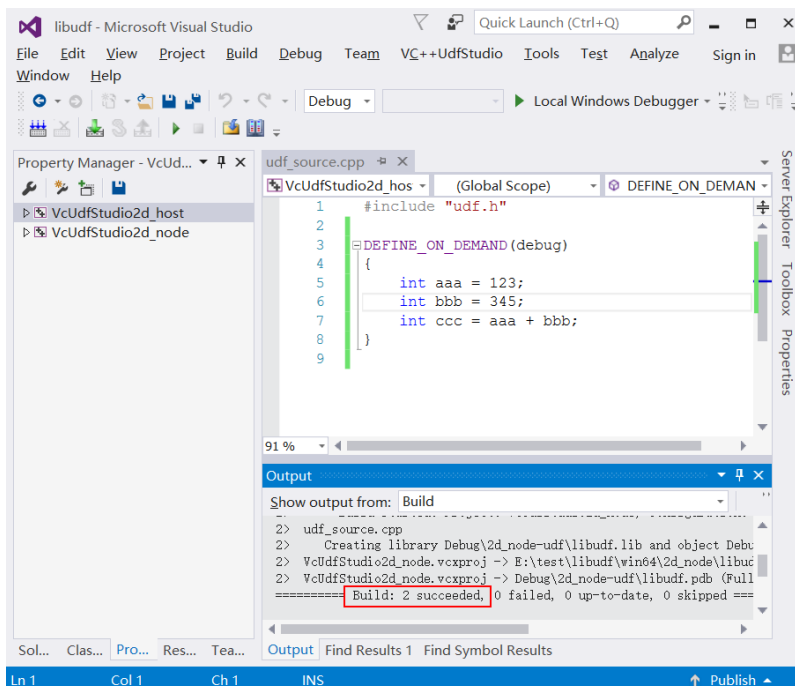 libudf - Microsoft Visual Studio
Quick Launch (Ctrl+Q)
File Edit View Project Build Debug Team VC++UdfStudio Tools Test Analyze Sign in
Window Help
Debug Local Windows Debugger
Property Manager - VcUd...
VcUdfStudio2d_host
VcUdfStudio2d_node
udf_source.cpp
VcUdfStudio2d_hos (Global Scope) DEFINE_ON_DEMAN
1 #include "udf.h"
2
3 DEFINE_ON_DEMAND(debug)
4 {
5 int aaa = 123;
6 int bbb = 345;
7 int ccc = aaa + bbb;
8 }
9
91 %
Output
Show output from: Build
2> udf_source.cpp
2> Creating library Debug\2d_node-udf\libudf.lib and object Debu
2> VcUdfStudio2d_node.vcxproj -> E:\test\libudf\win64\2d_node\libud
2> VcUdfStudio2d_node.vcxproj -> Debug\2d_node-udf\libudf.pdb (Full
========== Build: 2 succeeded, 0 failed, 0 up-to-date, 0 skipped ===
Sol... Clas... Pro... Res... Tea...
Output Find Results 1 Find Symbol Results
Ln 1 Col 1 Ch 1 INS Publish
Server Explorer
Toolbox
Properties